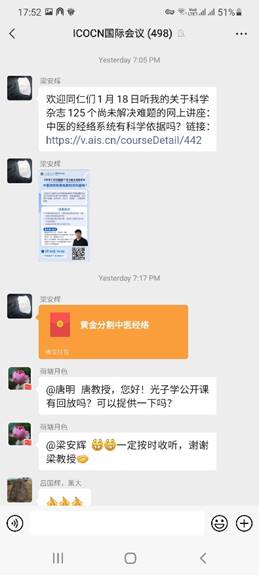 17:52
51%
ICOCN国际会议 (498)
Yesterday 7:05 PM
梁安辉
欢迎同仁们1月18日听我的关于科学
杂志125个尚未解决难题的网上讲座:
中医的经络系统有科学依据吗? 链接:
https://v.ais.cn/courseDetail/442
梁安辉
Yesterday 7:17 PM
梁安辉
黄金分割中医经络
微信红包
荷塘月色
@唐明 唐教授,您好! 光子学公开课
有回放吗? 可以提供一下吗?
荷塘月色
@梁安辉 一定按时收听,谢谢
梁教授
吕国辉,黑大